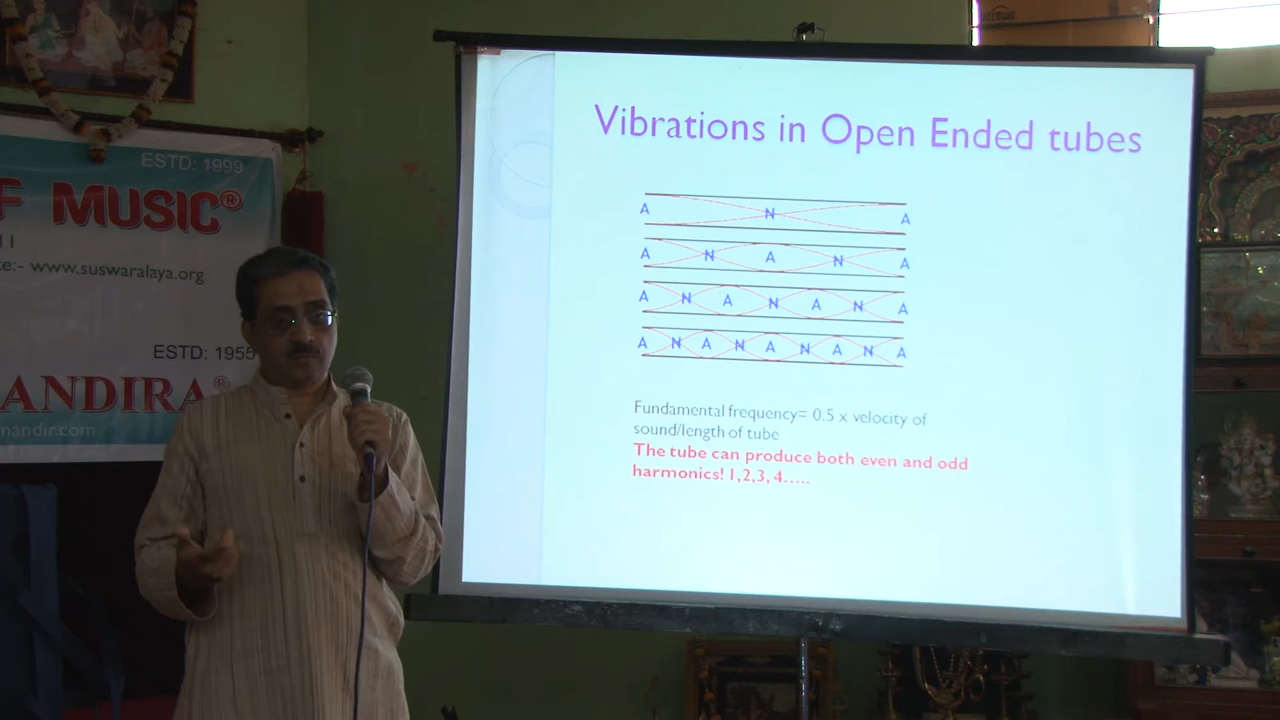 ESTD: 1999
F MUSIC®
11
te:- www.suswaralaya.org
ESTD: 1955
ANDIRA®
mandir.com
Vibrations in Open Ended tubes
A N A
A N A N A
A N A N A N A
A N A N A N A N A
Fundamental frequency= 0.5 x velocity of
sound/length of tube
The tube can produce both even and odd
harmonics! 1,2,3, 4.....